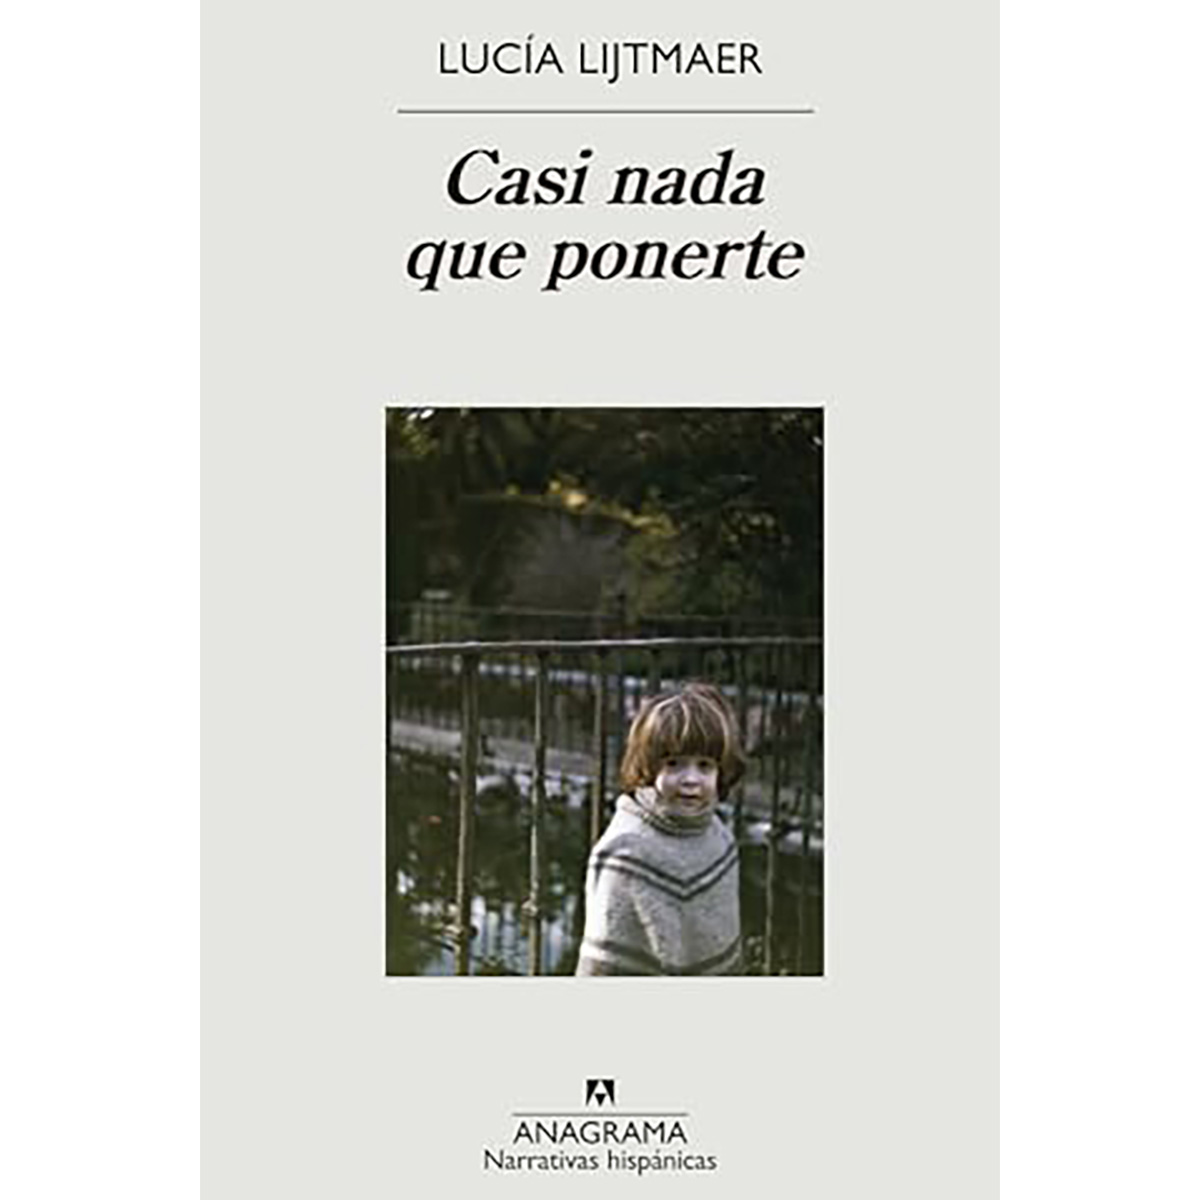 LUCÍA LIJTMAER
Casi nada
que ponerte
ANAGRAMA
Narrativas hispánicas